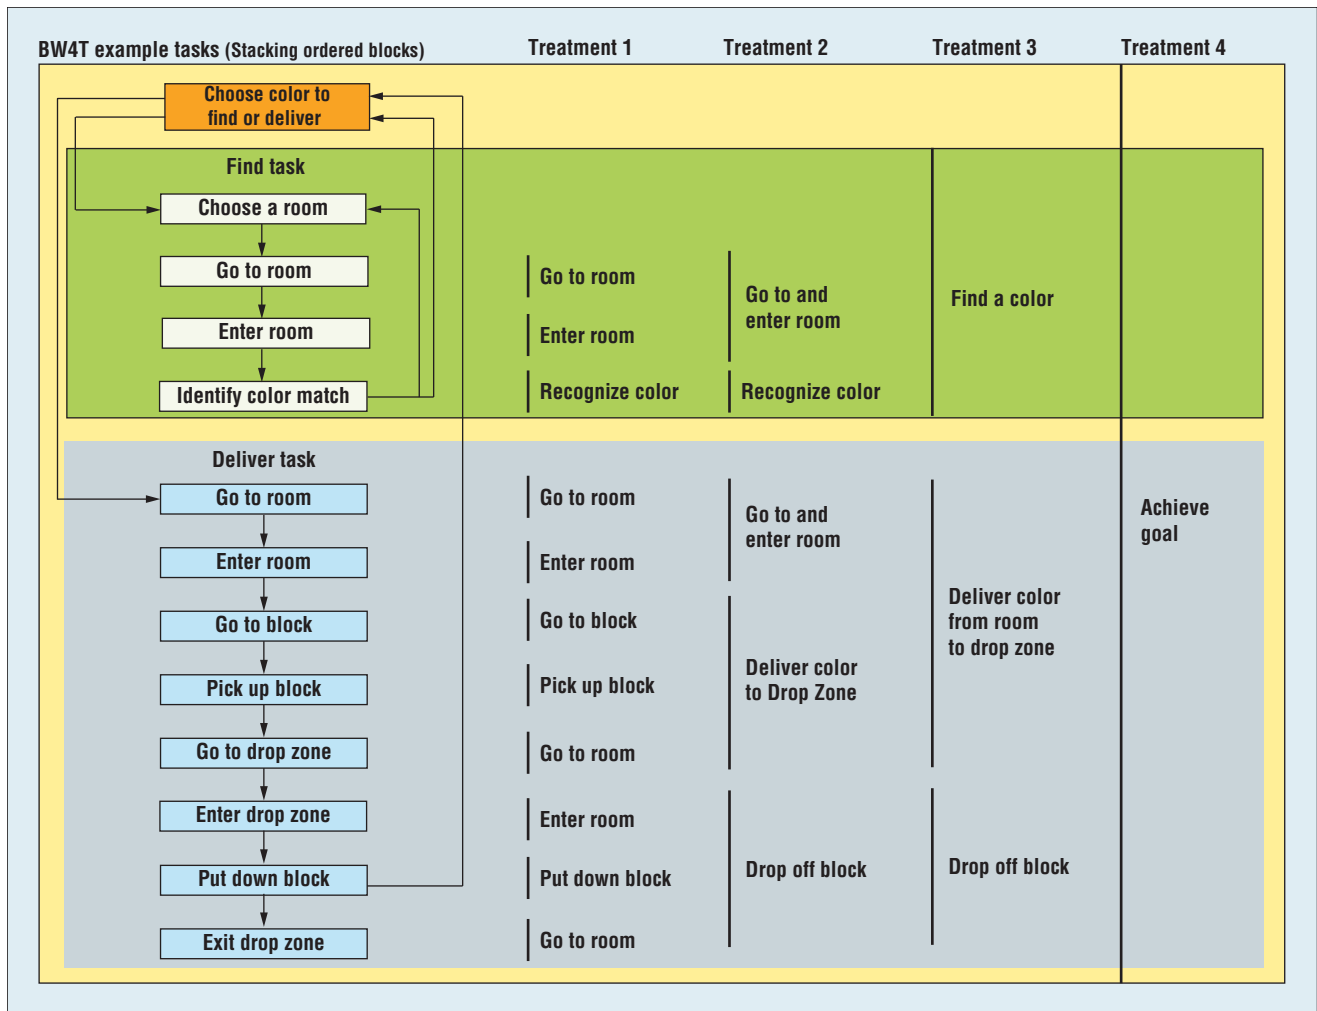 BW4T example tasks (Stacking ordered blocks)
Treatment 1
Treatment 2
Treatment 3
Treatment 4
Choose color to
find or deliver
Find task
Choose a room
Go to room
Enter room
Identify color match
Go to room
Enter room
Recognize color
Go to and
enter room
Recognize color
Find a color
Deliver task
Go to room
Enter room
Go to block
Pick up block
Go to drop zone
Enter drop zone
Put down block
Exit drop zone
Go to room
Enter room
Go to block
Pick up block
Go to room
Enter room
Put down block
Go to room
Go to and
enter room
Deliver color
to Drop Zone
Drop off block
Deliver color
from room
to drop zone
Drop off block
Achieve
goal